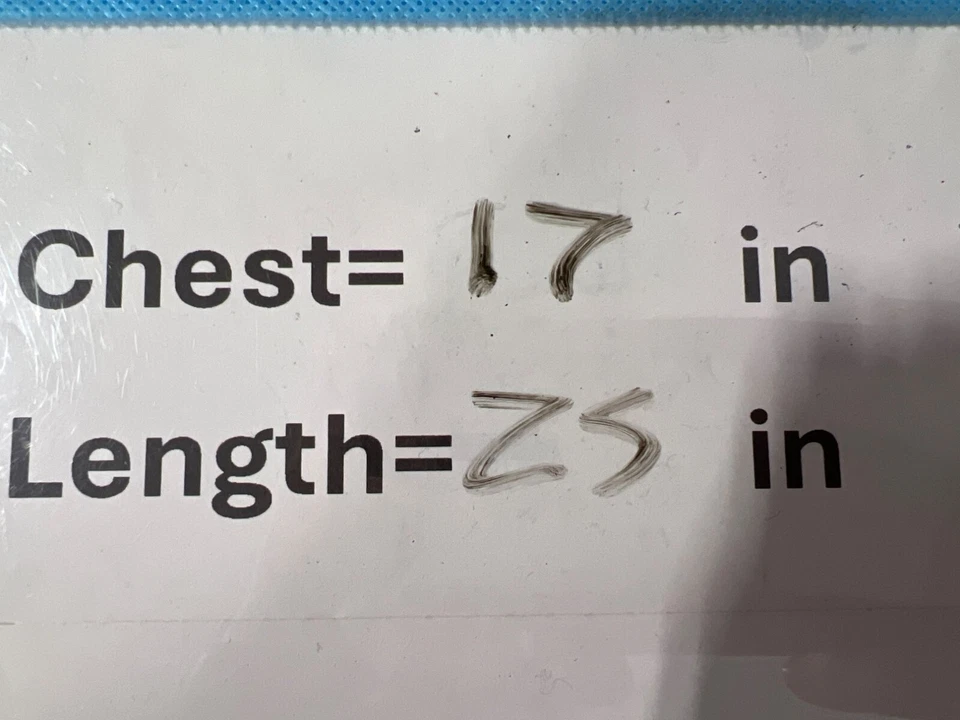 Chest= 17 in
Length= 25 in